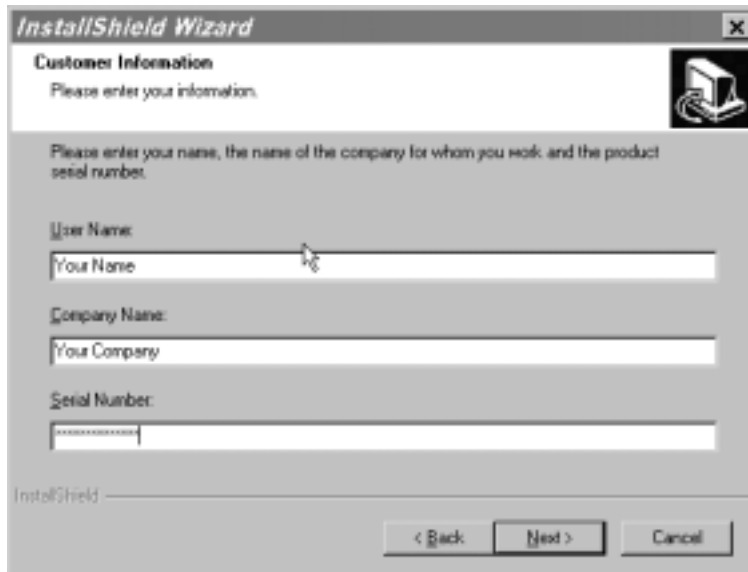 InstallShield Wizard
Customer Information
Please enter your information.
Please enter your name, the name of the company for whom you work and the product
serial number.
User Name:
Your Name
Company Name:
Your Company
Serial Number:
InstallShield
< Back
Next >
Cancel